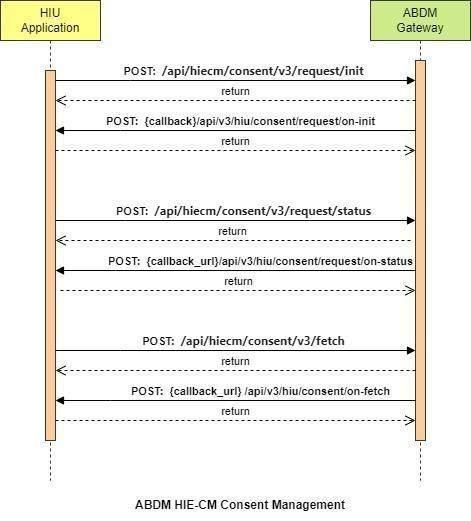 HIU
Application
ABDM
Gateway
POST: /api/hiecm/consent/v3/request/init
return
POST: {callback}/api/v3/hiu/consent/request/on-init
return
POST: /api/hiecm/consent/v3/request/status
return
POST: {callback_url}/api/v3/hiu/consent/request/on-status
return
POST: /api/hiecm/consent/v3/fetch
return
POST: {callback_url} /api/v3/hiu/consent/on-fetch
return
ABDM HIE-CM Consent Management